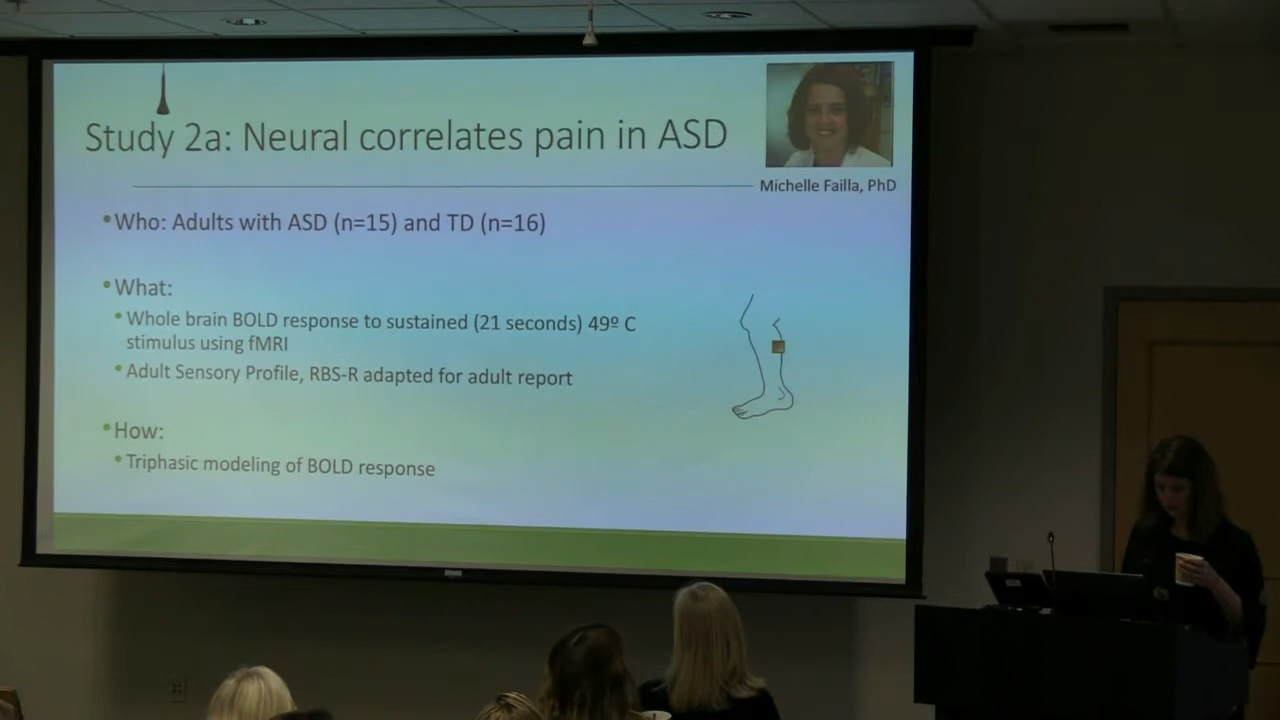 Study 2a: Neural correlates pain in ASD
Michelle Failla, PhD
•Who: Adults with ASD (n=15) and TD (n=16)
•What:
•Whole brain BOLD response to sustained (21 seconds) 49º C
stimulus using fMRI
•Adult Sensory Profile, RBS-R adapted for adult report
•How:
•Triphasic modeling of BOLD response